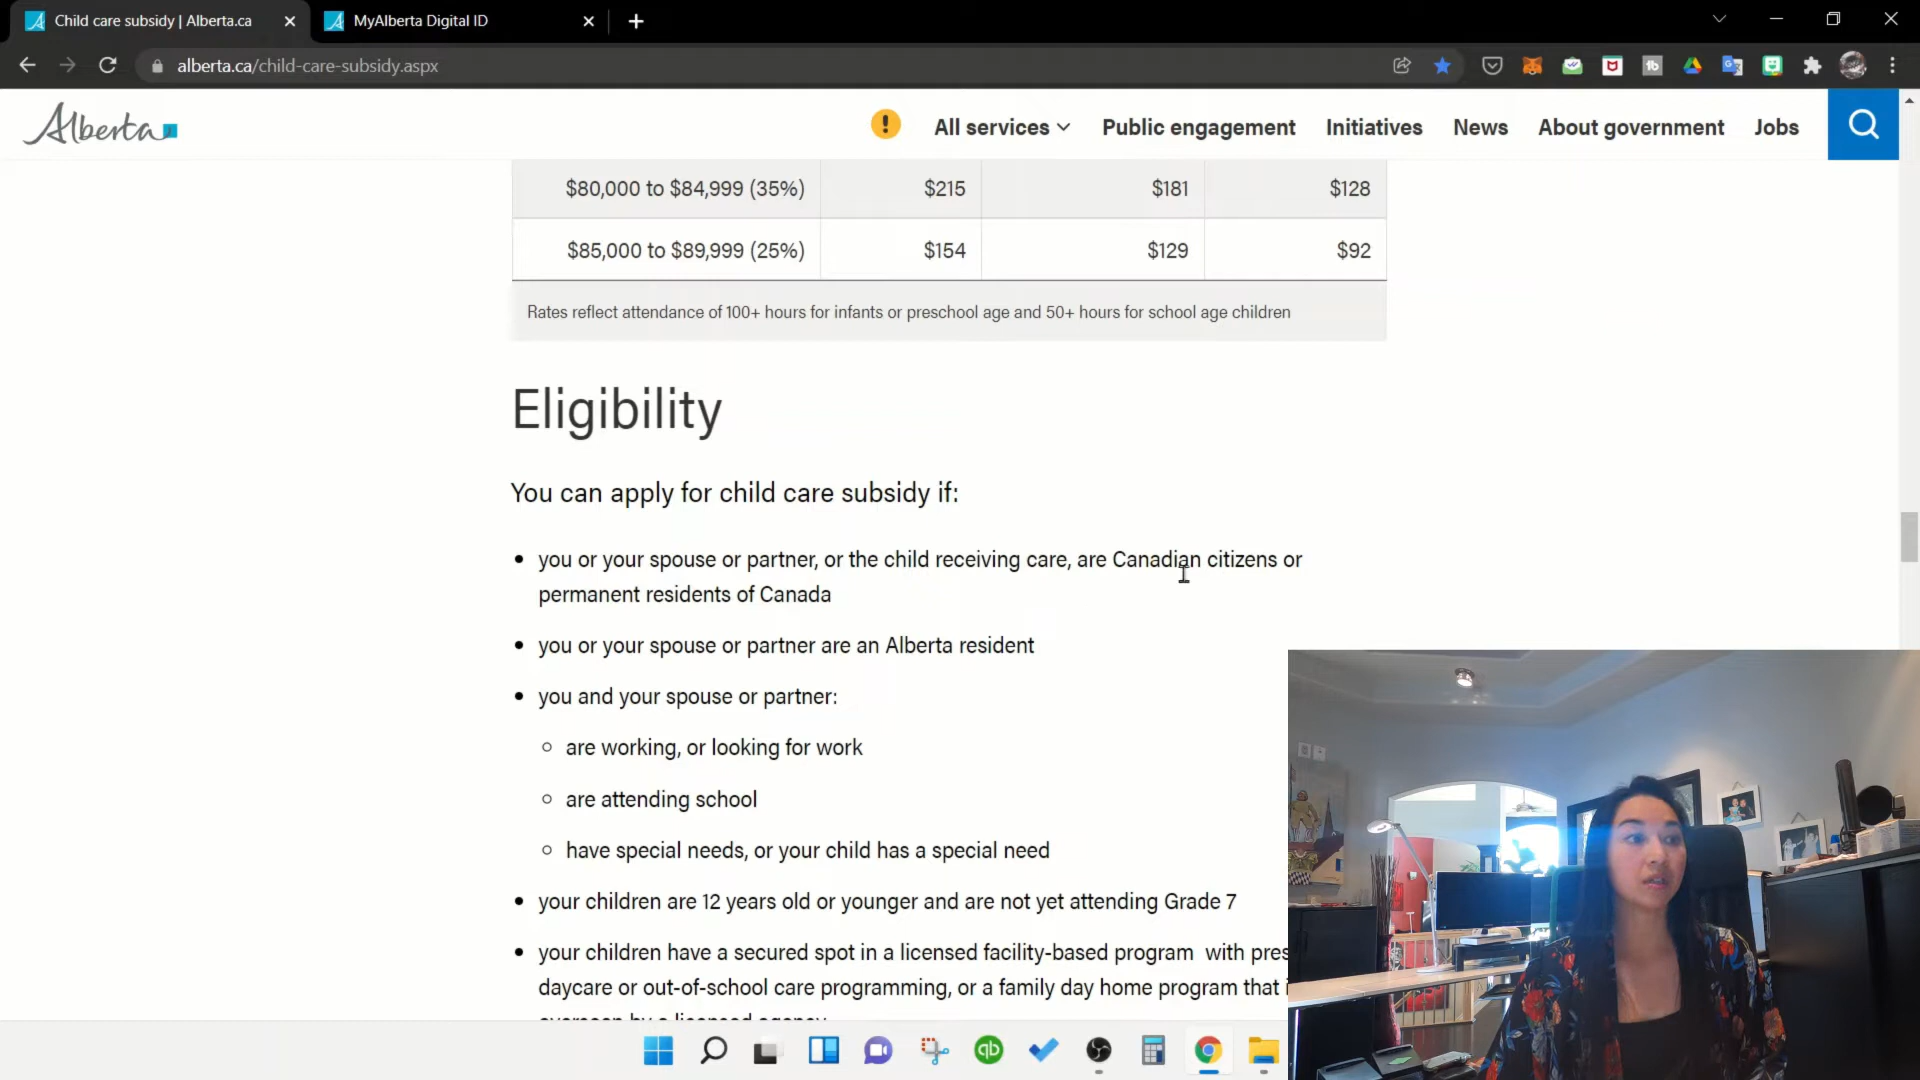 Child care subsidy | Alberta.ca
MyAlberta Digital ID
alberta.ca/child-care-subsidy.aspx
Alberta
All services
Public engagement
Initiatives
News
About government
Jobs
$80,000 to $84,999 (35%) $215 $181 $128
$85,000 to $89,999 (25%) $154 $129 $92
Rates reflect attendance of 100+ hours for infants or preschool age and 50+ hours for school age children
Eligibility
You can apply for child care subsidy if:
• you or your spouse or partner, or the child receiving care, are Canadian citizens or
permanent residents of Canada
• you or your spouse or partner are an Alberta resident
• you and your spouse or partner:
○ are working, or looking for work
○ are attending school
○ have special needs, or your child has a special need
• your children are 12 years old or younger and are not yet attending Grade 7
• your children have a secured spot in a licensed facility-based program with pres
daycare or out-of-school care programming, or a family day home program that i
overseen by a licensed agency